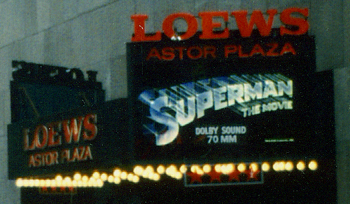 LOEWS
ASTOR PLAZA
SUPERMAN
THE MOVIE
DOLBY SOUND
70 MM
LOEWS
ASTOR PLAZA